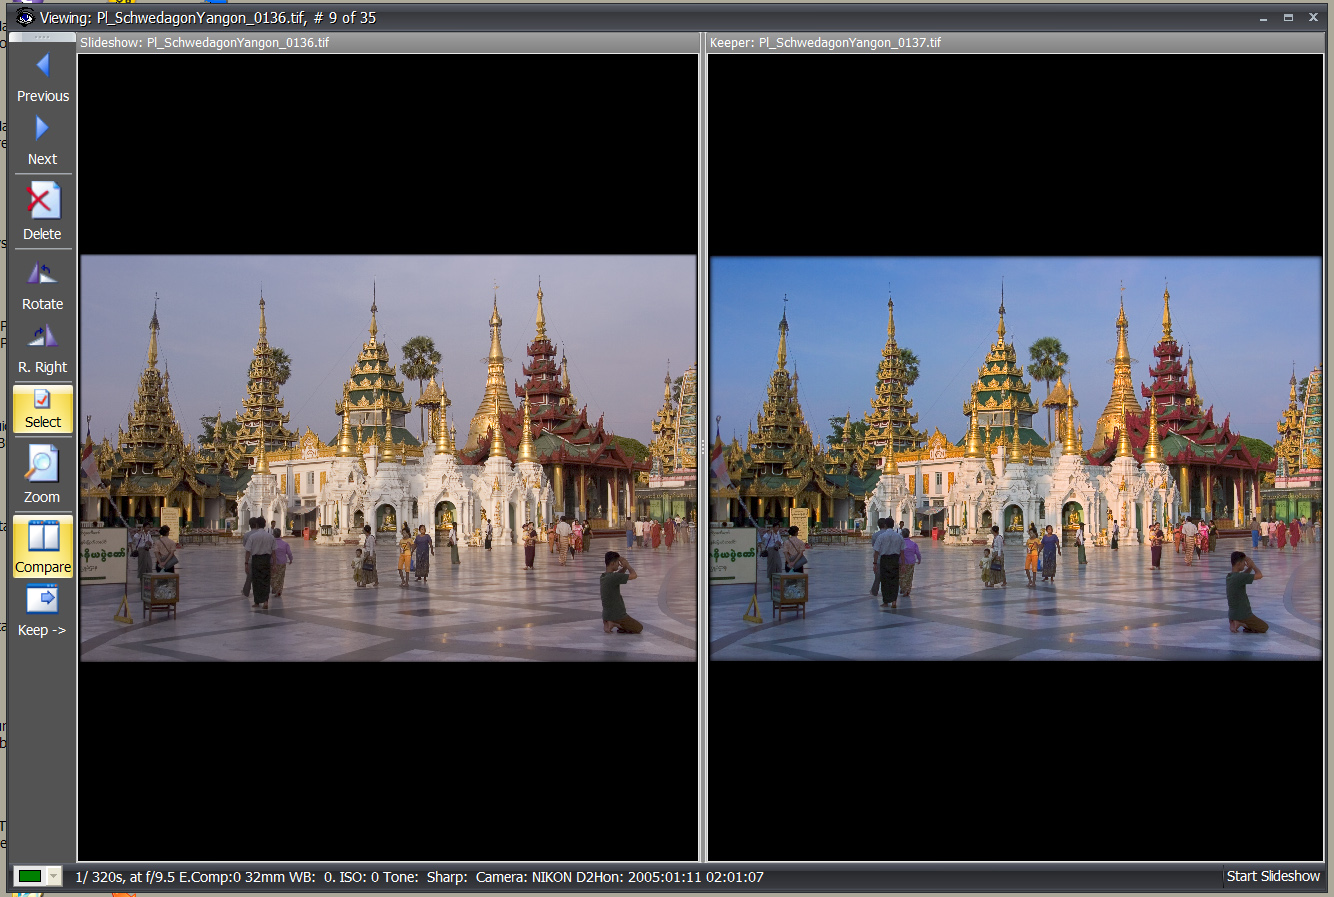 Viewing: Pl_SchwedagonYangon_0136.tif, # 9 of 35
Slideshow: Pl_SchwedagonYangon_0136.tif
Keeper: Pl_SchwedagonYangon_0137.tif
Previous
Next
Delete
Rotate
R. Right
Select
Zoom
Compare
Keep ->
1/ 320s, at f/9.5 E.Comp:0 32mm WB: 0. ISO: 0 Tone: Sharp: Camera: NIKON D2Hon: 2005:01:11 02:01:07
Start Slideshow